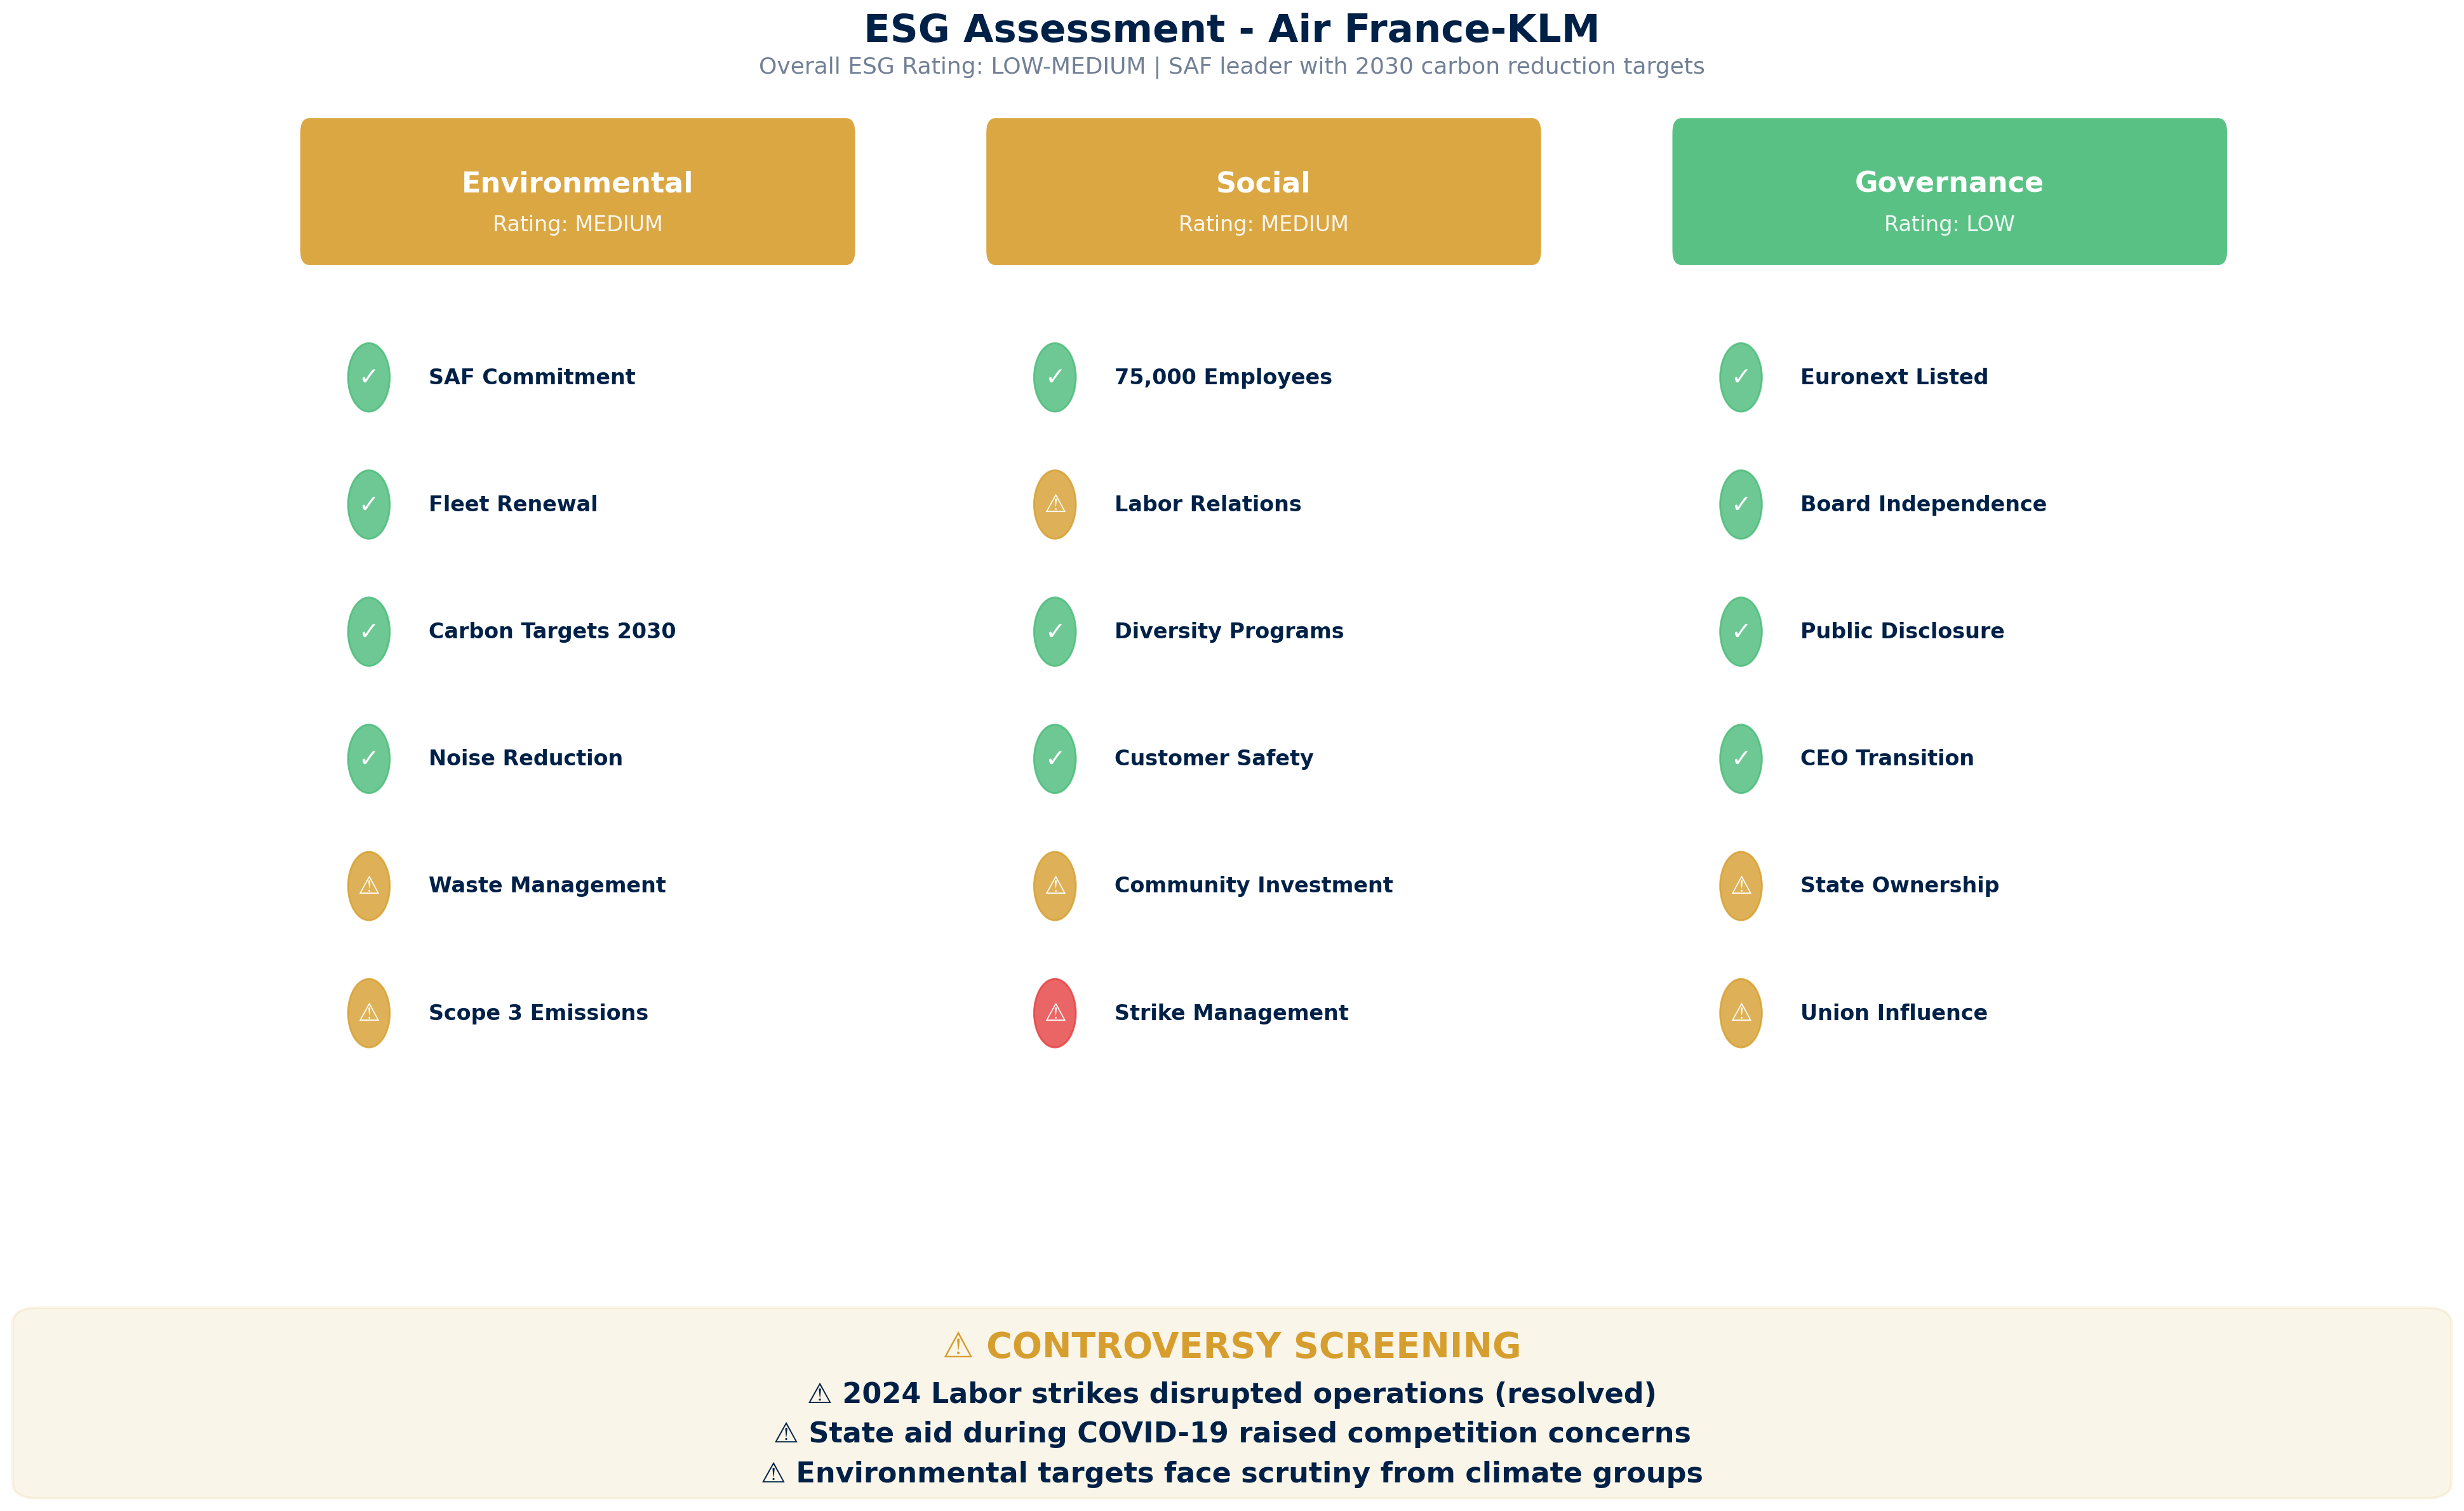 ESG Assessment - Air France-KLM
Overall ESG Rating: LOW-MEDIUM | SAF leader with 2030 carbon reduction targets
Environmental
Rating: MEDIUM
✓ SAF Commitment
✓ Fleet Renewal
✓ Carbon Targets 2030
✓ Noise Reduction
⚠ Waste Management
⚠ Scope 3 Emissions
Social
Rating: MEDIUM
✓ 75,000 Employees
⚠ Labor Relations
✓ Diversity Programs
✓ Customer Safety
⚠ Community Investment
⚠ Strike Management
Governance
Rating: LOW
✓ Euronext Listed
✓ Board Independence
✓ Public Disclosure
✓ CEO Transition
⚠ State Ownership
⚠ Union Influence
⚠ CONTROVERSY SCREENING
⚠ 2024 Labor strikes disrupted operations (resolved)
⚠ State aid during COVID-19 raised competition concerns
⚠ Environmental targets face scrutiny from climate groups